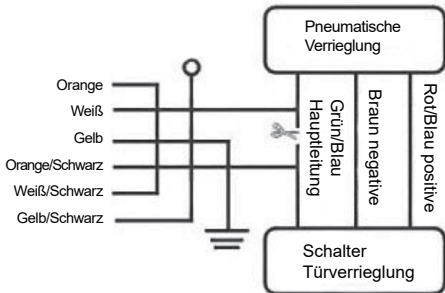 Pneumatische
Verrieglung
Orange
Weiß
Gelb
Orange/Schwarz
Weiß/Schwarz
Gelb/Schwarz
Grün/Blau
Hauptleitung
Braun negative
Rot/Blau positive
Schalter
Türverrieglung